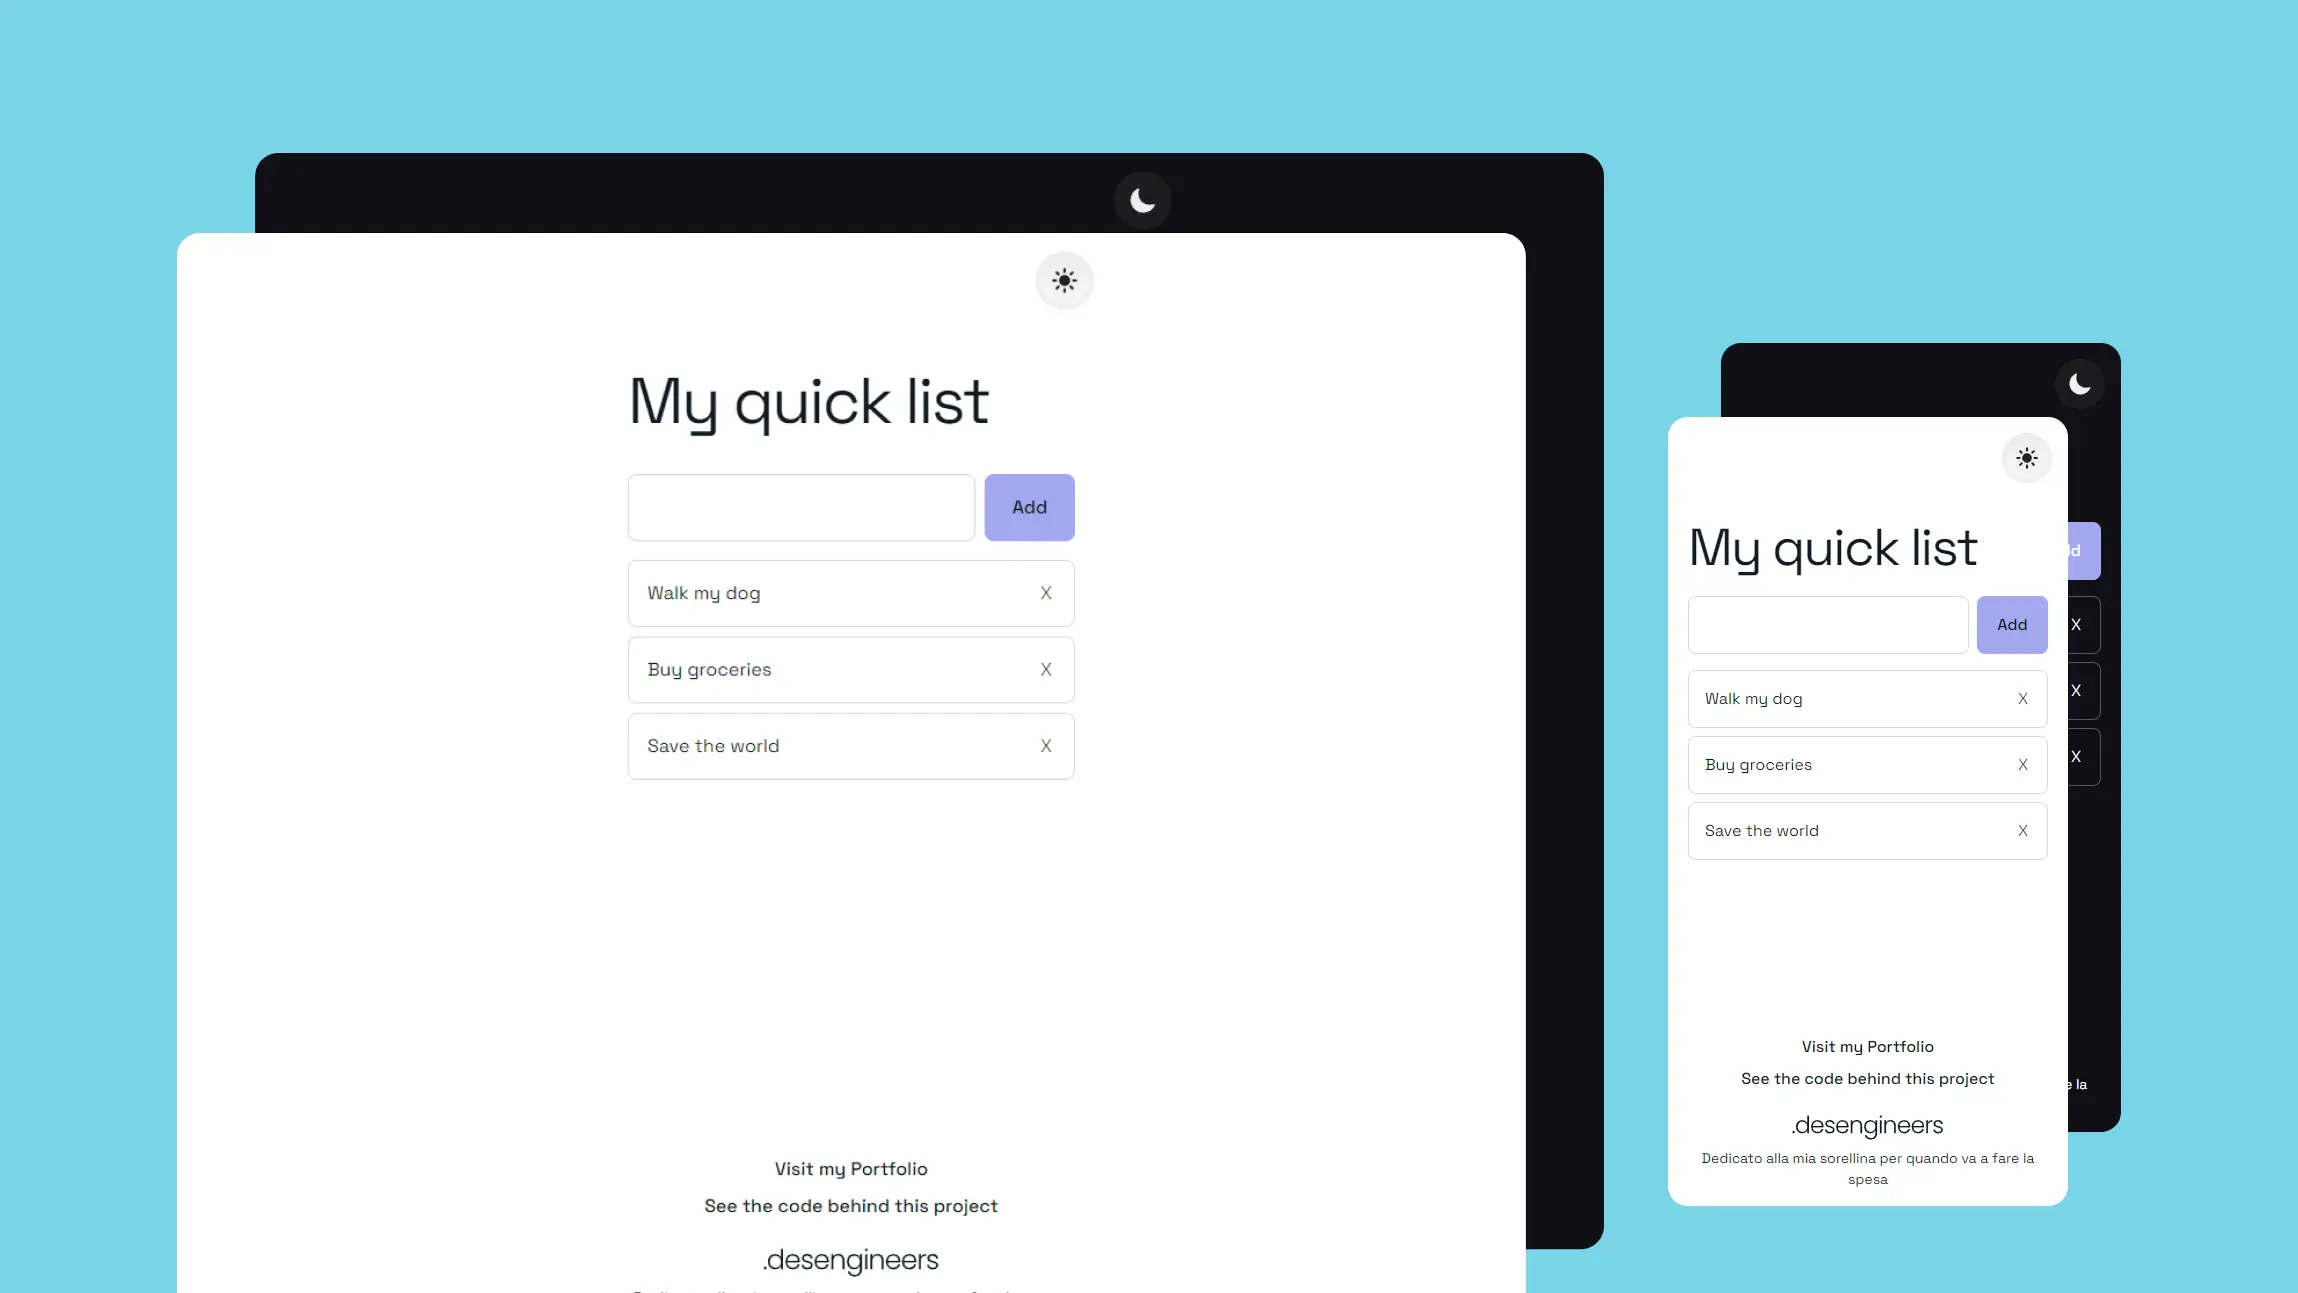 My quick list
Add
Walk my dog X
Buy groceries X
Save the world X
Visit my Portfolio
See the code behind this project
.desengineers
My quick list
Add
Walk my dog X
Buy groceries X
Save the world X
Visit my Portfolio
See the code behind this project
.desengineers
Dedicato alla mia sorellina per quando va a fare la
spesa
X
X
X
la